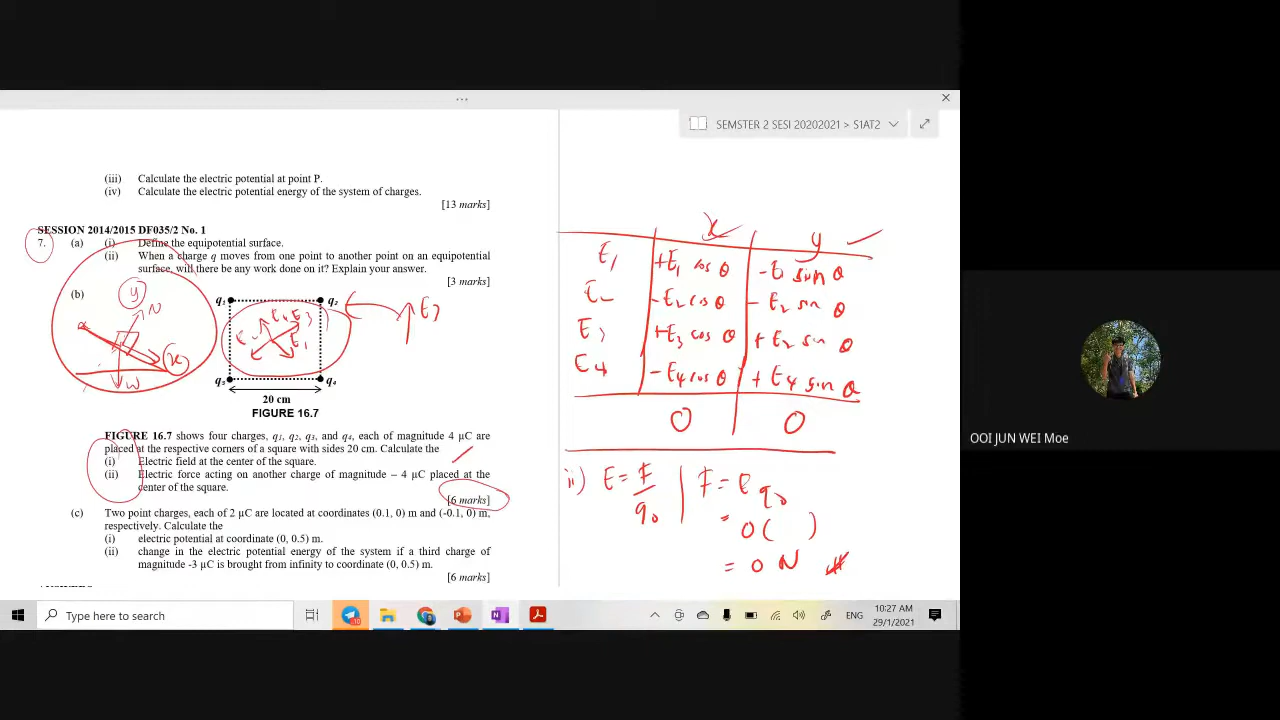 SEMSTER 2 SESI 20202021 > S1AT2
(iii) Calculate the electric potential at point P.
(iv) Calculate the electric potential energy of the system of charges.
[13 marks]
SESSION 2014/2015 DF035/2 No. 1
7. (a) (i) Define the equipotential surface.
(ii) When a charge q moves from one point to another point on an equipotential
surface, will there be any work done on it? Explain your answer.
[3 marks]
(b)
y
N
x
W
q1 q2
E4 E3
E1
q3 q4
E3
20 cm
FIGURE 16.7
FIGURE 16.7 shows four charges, q1, q2, q3, and q4, each of magnitude 4 µC are
placed at the respective corners of a square with sides 20 cm. Calculate the
(i) Electric field at the center of the square.
(ii) Electric force acting on another charge of magnitude – 4 µC placed at the
center of the square.
[6 marks]
(c) Two point charges, each of 2 µC are located at coordinates (0.1, 0) m and (-0.1, 0) m,
respectively. Calculate the
(i) electric potential at coordinate (0, 0.5) m.
(ii) change in the electric potential energy of the system if a third charge of
magnitude -3 µC is brought from infinity to coordinate (0, 0.5) m.
[6 marks]
x y
E1 +E1 cos θ -E1 sin θ
E2 -E2 cos θ - E2 sin θ
E3 +E3 cos θ + E2 sin θ
E4 -E4 cos θ + E4 sin θ
0 0
ii) E = F/q0 F = E q0
= 0( )
= 0 N #
OOI JUN WEI Moe
Type here to search
ENG
10:27 AM
29/1/2021